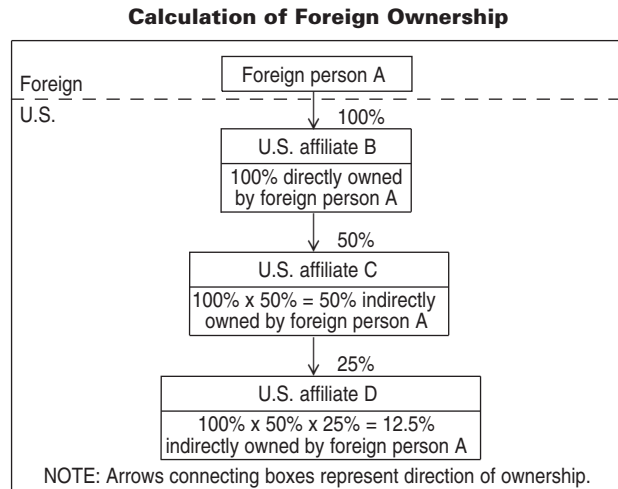 Calculation of Foreign Ownership
Foreign person A
Foreign
U.S.
100%
U.S. affiliate B
100% directly owned
by foreign person A
50%
U.S. affiliate C
100% x 50% = 50% indirectly
owned by foreign person A
25%
U.S. affiliate D
100% x 50% x 25% = 12.5%
indirectly owned by foreign person A
NOTE: Arrows connecting boxes represent direction of ownership.